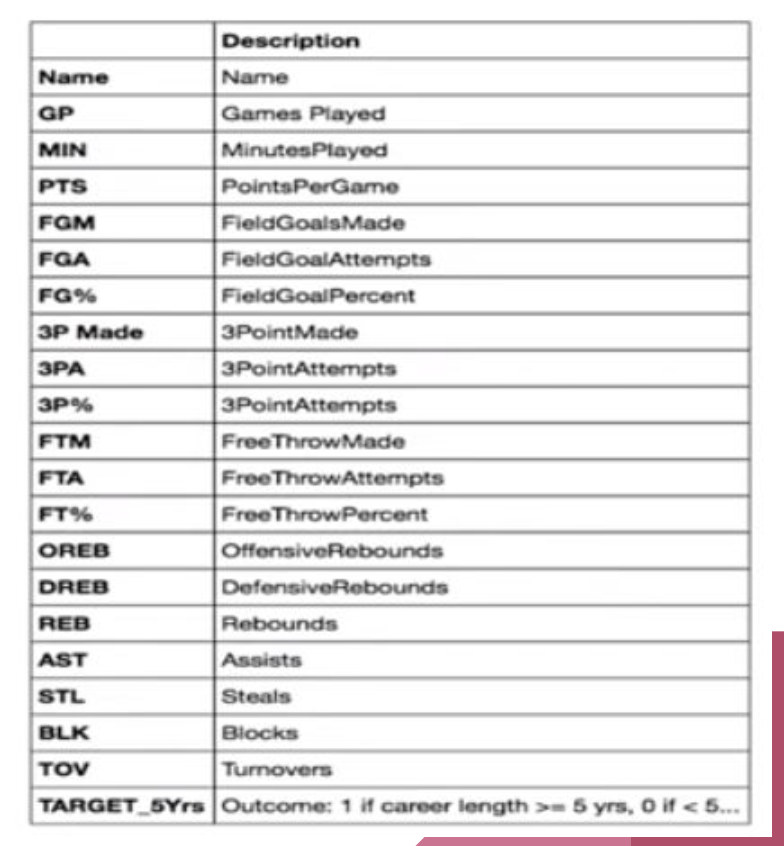 Description
Name Name
GP Games Played
MIN MinutesPlayed
PTS PointsPerGame
FGM FieldGoalsMade
FGA FieldGoalAttempts
FG% FieldGoalPercent
3P Made 3PointMade
3PA 3PointAttempts
3P% 3PointAttempts
FTM FreeThrowMade
FTA FreeThrowAttempts
FT% FreeThrowPercent
OREB OffensiveRebounds
DREB DefensiveRebounds
REB Rebounds
AST Assists
STL Steals
BLK Blocks
TOV Turnovers
TARGET_5Yrs Outcome: 1 if career length >= 5 yrs, 0 if < 5...